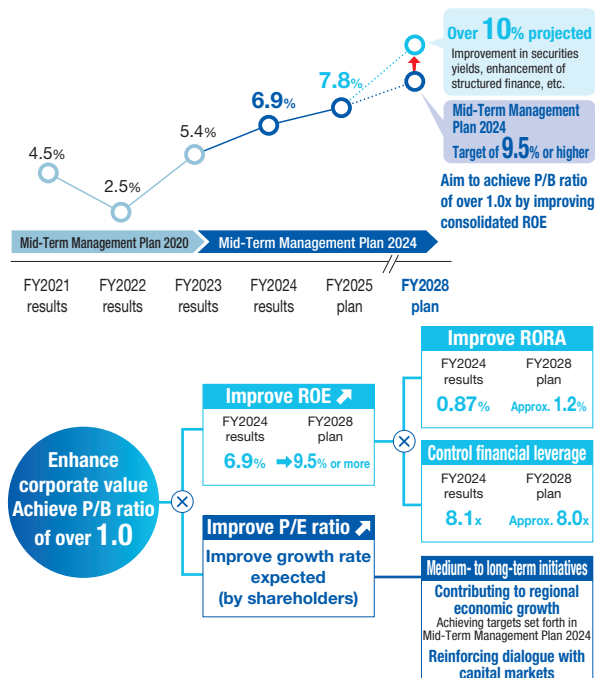 Over 10% projected
Improvement in securities
yields, enhancement of
structured finance, etc.
7.8%
6.9%
5.4%
4.5%
2.5%
Mid-Term Management
Plan 2024
Target of 9.5% or higher
Aim to achieve P/B ratio
of over 1.0x by improving
consolidated ROE
Mid-Term Management Plan 2020
Mid-Term Management Plan 2024
FY2021
results
FY2022
results
FY2023
results
FY2024
results
FY2025
plan
FY2028
plan
Enhance
corporate value
Achieve P/B ratio
of over 1.0
Improve ROE
FY2024
results
6.9%
FY2028
plan
9.5% or more
Improve P/E ratio
Improve growth rate
expected
(by shareholders)
Improve RORA
FY2024
results
0.87%
FY2028
plan
Approx. 1.2%
Control financial leverage
FY2024
results
8.1x
FY2028
plan
Approx. 8.0x
Medium- to long-term initiatives
Contributing to regional
economic growth
Achieving targets set forth in
Mid-Term Management Plan 2024
Reinforcing dialogue with
capital markets